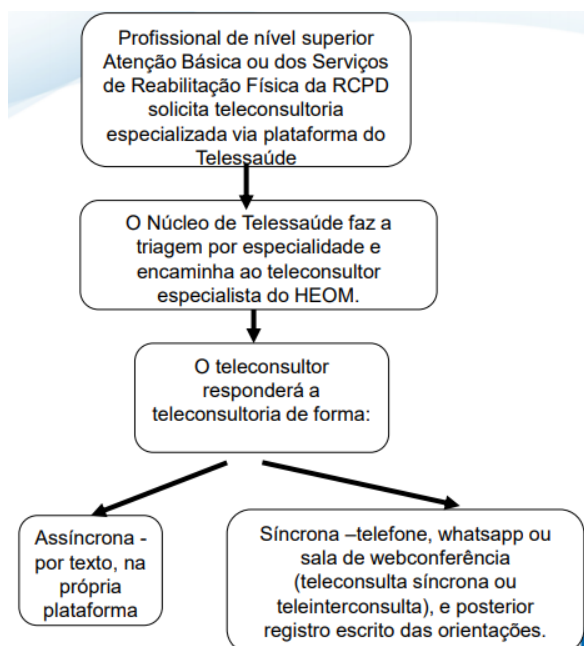 Profissional de nível superior
Atenção Básica ou dos Serviços
de Reabilitação Física da RCPD
solicita teleconsultoria
especializada via plataforma do
Telessaúde
O Núcleo de Telessaúde faz a
triagem por especialidade e
encaminha ao teleconsultor
especialista do HEOM.
O teleconsultor
responderá a
teleconsultoria de forma:
Assíncrona -
por texto, na
própria
plataforma
Síncrona –telefone, whatsapp ou
sala de webconferência
(teleconsulta síncrona ou
teleinterconsulta), e posterior
registro escrito das orientações.